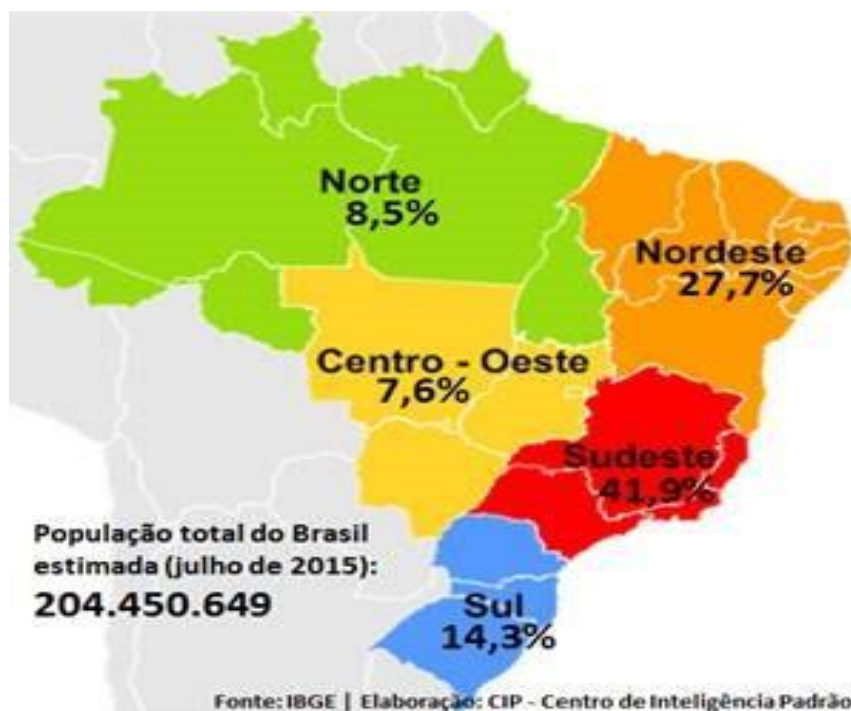 Norte
8,5%
Nordeste
27,7%
Centro - Oeste
7,6%
Sudeste
41,9%
População total do Brasil
estimada (julho de 2015):
204.450.649
Sul
14,3%
Fonte: IBGE | Elaboração: CIP - Centro de Inteligência Padrão